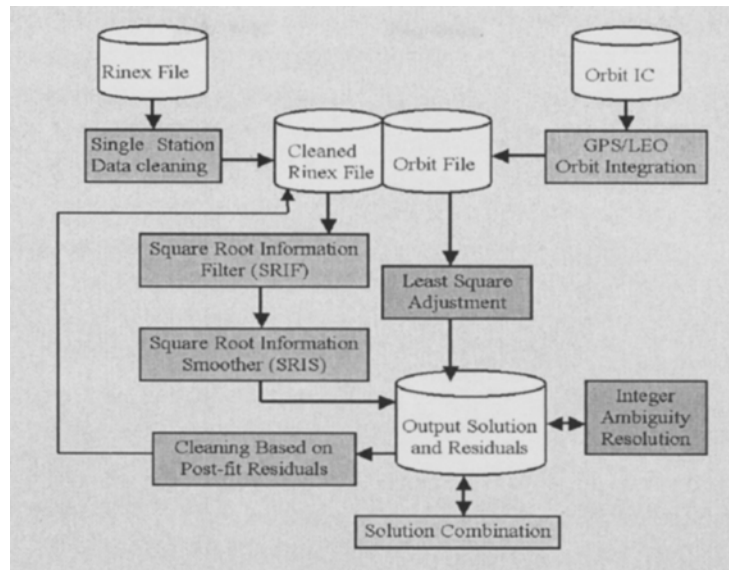 Rinex File
Orbit IC
Single Station
Data cleaning
Cleaned
Rinex File
Orbit File
GPS/LEO
Orbit Integration
Square Root Information
Filter (SRIF)
Least Square
Adjustment
Square Root Information
Smoother (SRIS)
Output Solution
and Residuals
Integer
Ambiguity
Resolution
Cleaning Based on
Post-fit Residuals
Solution Combination